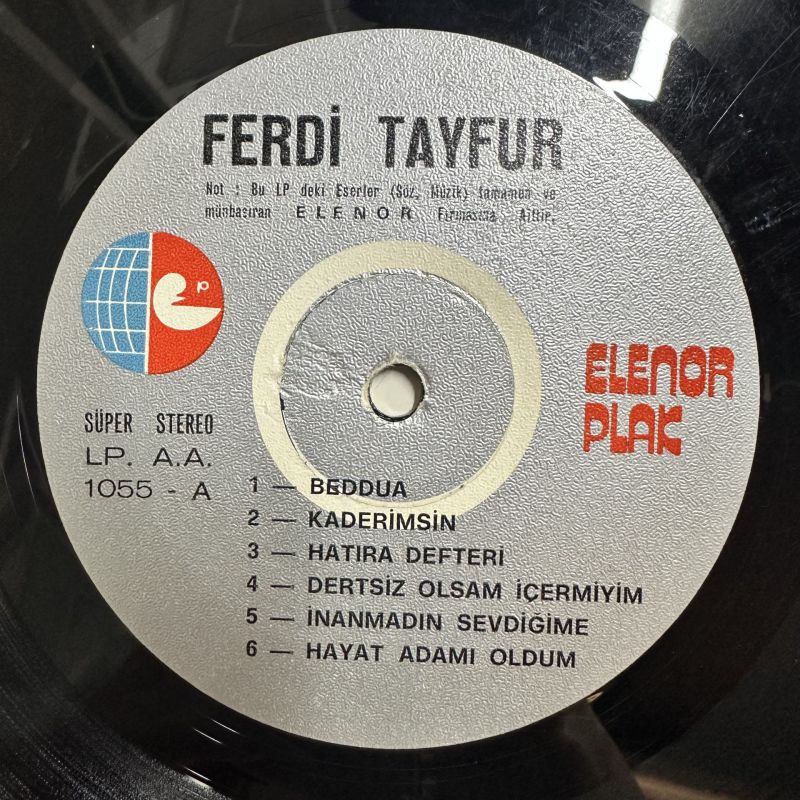 FERDİ TAYFUR
Not : Bu LP deki Eserler (Söz, Müzik) tamamen ve
münhasıran ELENOR Firmasına Aittir.
p
ELENOR
PLAK
SÜPER STEREO
LP. A.A.
1055 - A
1 — BEDDUA
2 — KADERİMSİN
3 — HATIRA DEFTERİ
4 — DERTSİZ OLSAM İÇERMİYİM
5 — İNANMADIN SEVDİĞİME
6 — HAYAT ADAMI OLDUM